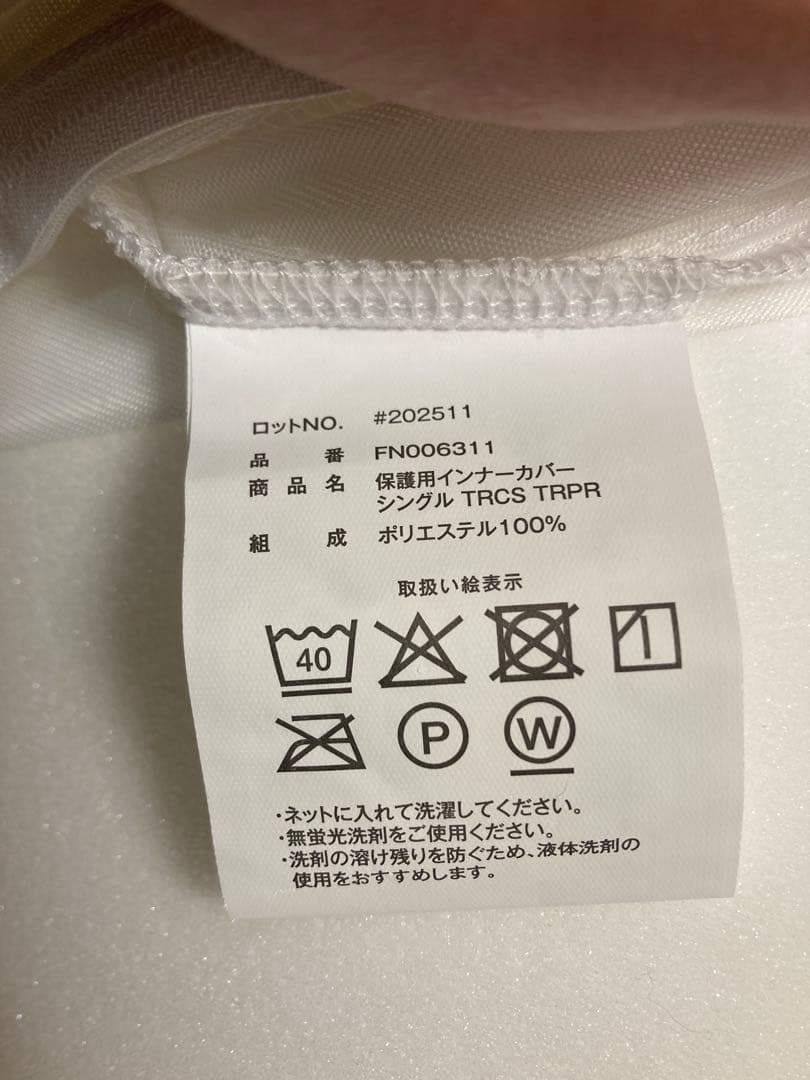 ロットNO. #202511
品番 FN006311
商品名 保護用インナーカバー
シングル TRCS TRPR
組成 ポリエステル100%
取扱い絵表示
40
P W
・ネットに入れて洗濯してください。
・無蛍光洗剤をご使用ください。
・洗剤の溶け残りを防ぐため、液体洗剤の
使用をおすすめします。